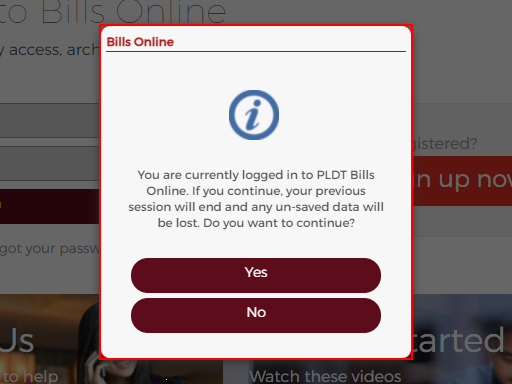 to Bills Online
access, arch
Bills Online
You are currently logged in to PLDT Bills
Online. If you continue, your previous
session will end and any un-saved data will
be lost. Do you want to continue?
egistered?
n up now
Yes
got your passw
No
Us
tarted
to help
Watch these videos